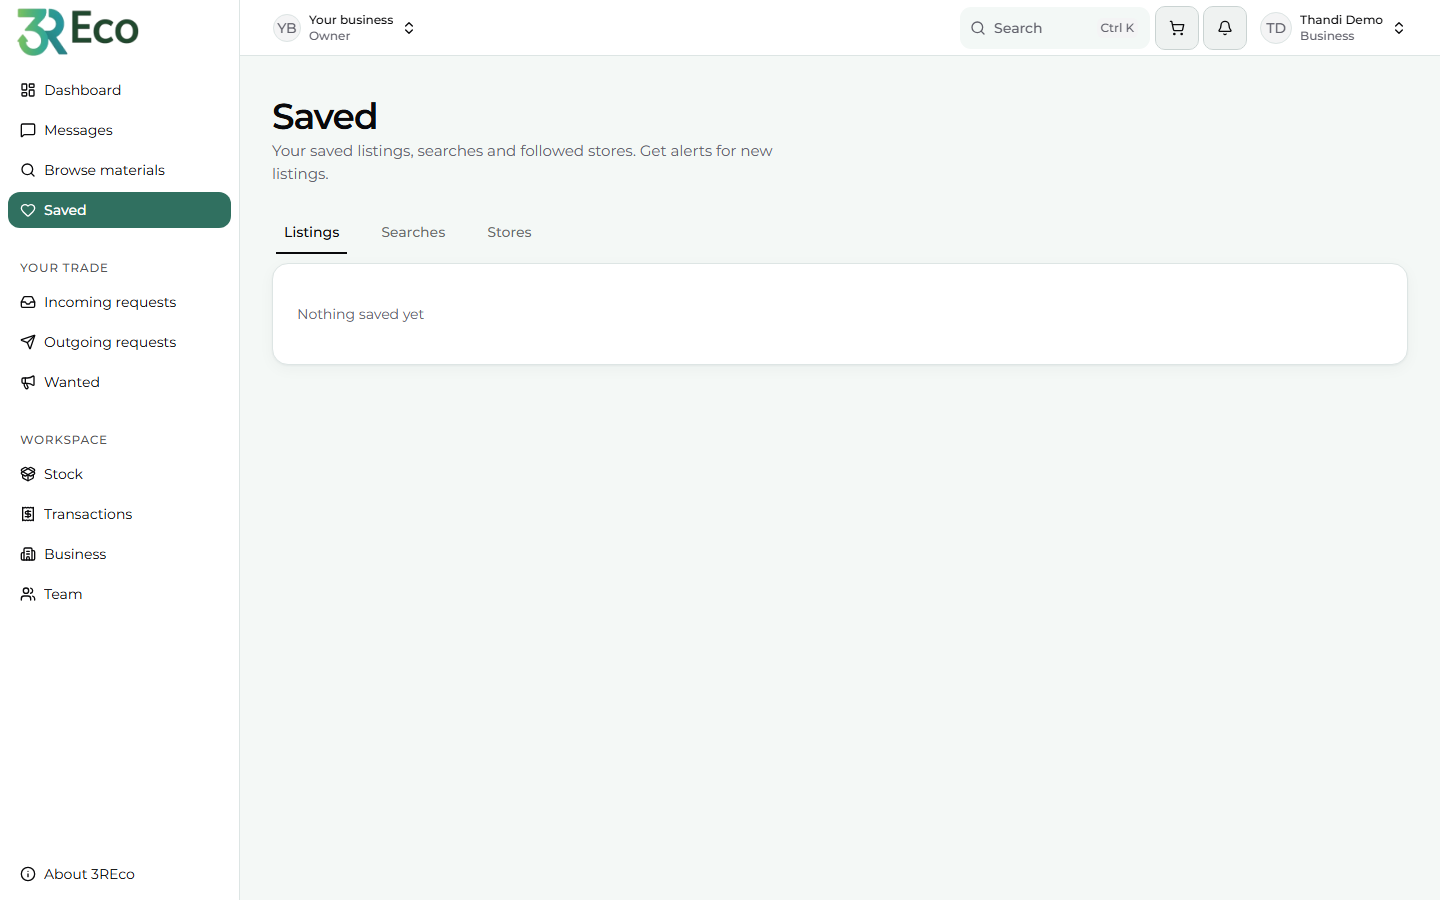 3R Eco
Dashboard
Messages
Browse materials
Saved
YOUR TRADE
Incoming requests
Outgoing requests
Wanted
WORKSPACE
Stock
Transactions
Business
Team
About 3REco
YB
Your business
Owner
Search
Ctrl K
TD
Thandi Demo
Business
Saved
Your saved listings, searches and followed stores. Get alerts for new
listings.
Listings
Searches
Stores
Nothing saved yet